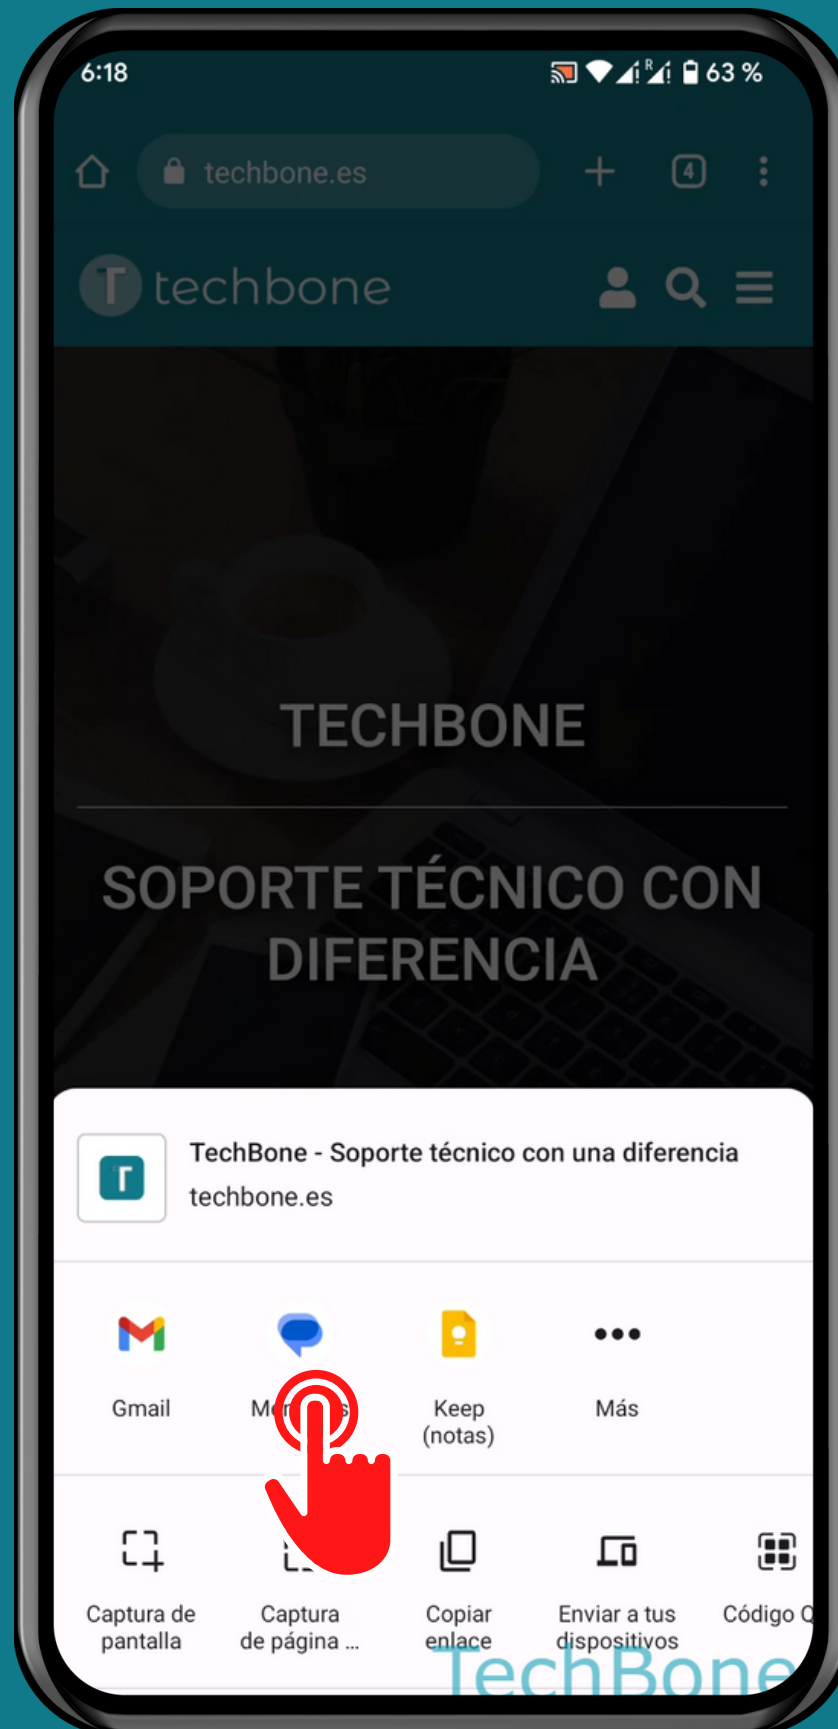 6:18
R
63 %
techbone.es
4
T techbone
TECHBONE
SOPORTE TÉCNICO CON
DIFERENCIA
T
TechBone - Soporte técnico con una diferencia
techbone.es
Gmail
Keep
(notas)
Más
Captura de
pantalla
Captura
de página ...
Copiar
enlace
Enviar a tus
dispositivos
Código Q
TechBone